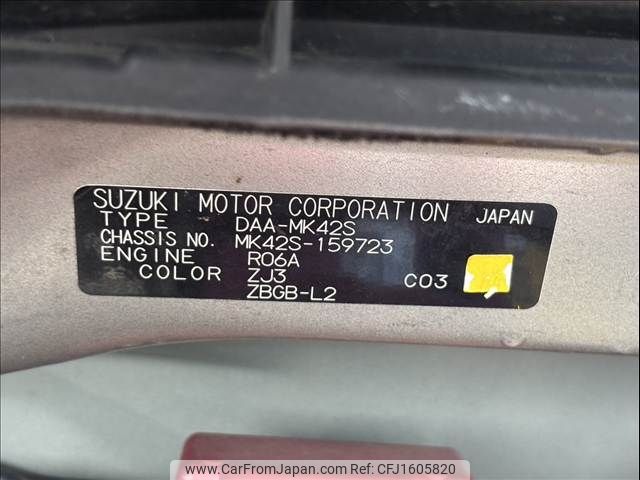 SUZUKI MOTOR CORPORATION JAPAN
TYPE DAA-MK42S
CHASSIS NO. MK42S-159723
ENGINE R06A
COLOR ZJ3 C03
ZBGB-L2
www.CarFromJapan.com - CFJ1605820